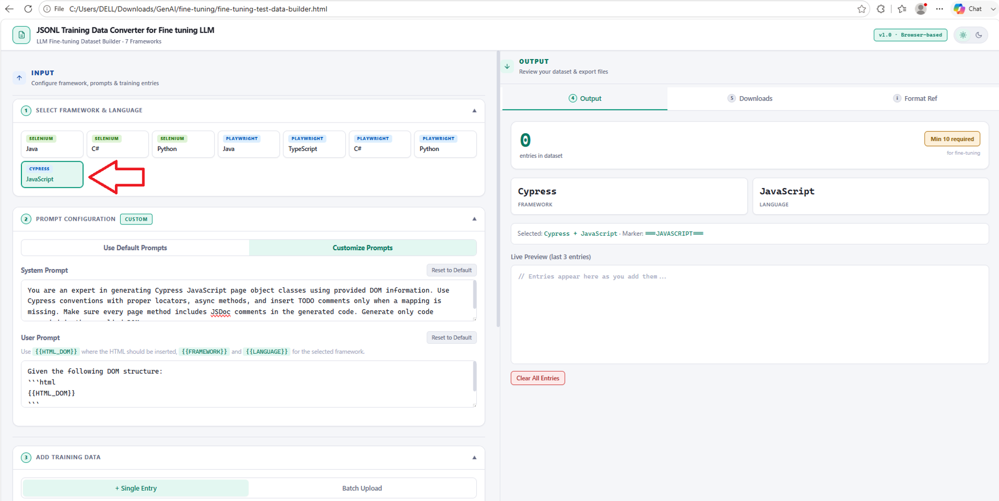 File C:/Users/DELL/Downloads/GenAI/fine-tuning/fine-tuning-test-data-builder.html
Chat
JSONL Training Data Converter for Fine tuning LLM
LLM Fine-tuning Dataset Builder · 7 Frameworks
v1.0 · Browser-based
INPUT
Configure framework, prompts & training entries
1 SELECT FRAMEWORK & LANGUAGE
SELENIUM
Java
SELENIUM
C#
SELENIUM
Python
PLAYWRIGHT
Java
PLAYWRIGHT
TypeScript
PLAYWRIGHT
C#
PLAYWRIGHT
Python
CYPRESS
JavaScript
2 PROMPT CONFIGURATION CUSTOM
Use Default Prompts
Customize Prompts
System Prompt
Reset to Default
You are an expert in generating Cypress JavaScript page object classes using provided DOM information. Use
Cypress conventions with proper locators, async methods, and insert TODO comments only when a mapping is
missing. Make sure every page method includes JSDoc comments in the generated code. Generate only code
User Prompt
Reset to Default
Use {{HTML_DOM}} where the HTML should be inserted, {{FRAMEWORK}} and {{LANGUAGE}} for the selected framework.
Given the following DOM structure:
```html
{{HTML_DOM}}
```
3 ADD TRAINING DATA
+ Single Entry
Batch Upload
OUTPUT
Review your dataset & export files
4 Output
5 Downloads
i Format Ref
0
entries in dataset
Min 10 required
for fine-tuning
Cypress
FRAMEWORK
JavaScript
LANGUAGE
Selected: Cypress + JavaScript · Marker: ===JAVASCRIPT===
Live Preview (last 3 entries)
// Entries appear here as you add them...
Clear All Entries